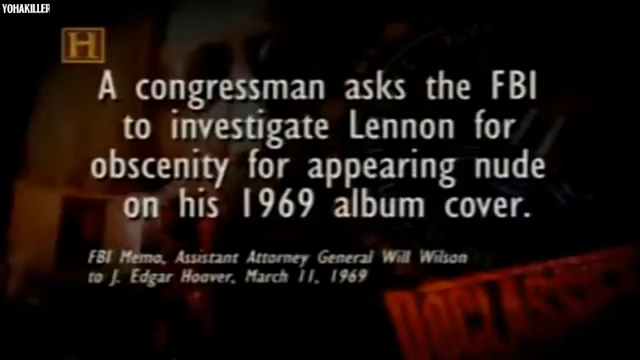 YOHAKILLER
H
A congressman asks the FBI
to investigate Lennon for
obscenity for appearing nude
on his 1969 album cover.
FBI Memo, Assistant Attorney General Will Wilson
to J. Edgar Hoover, March 11, 1969